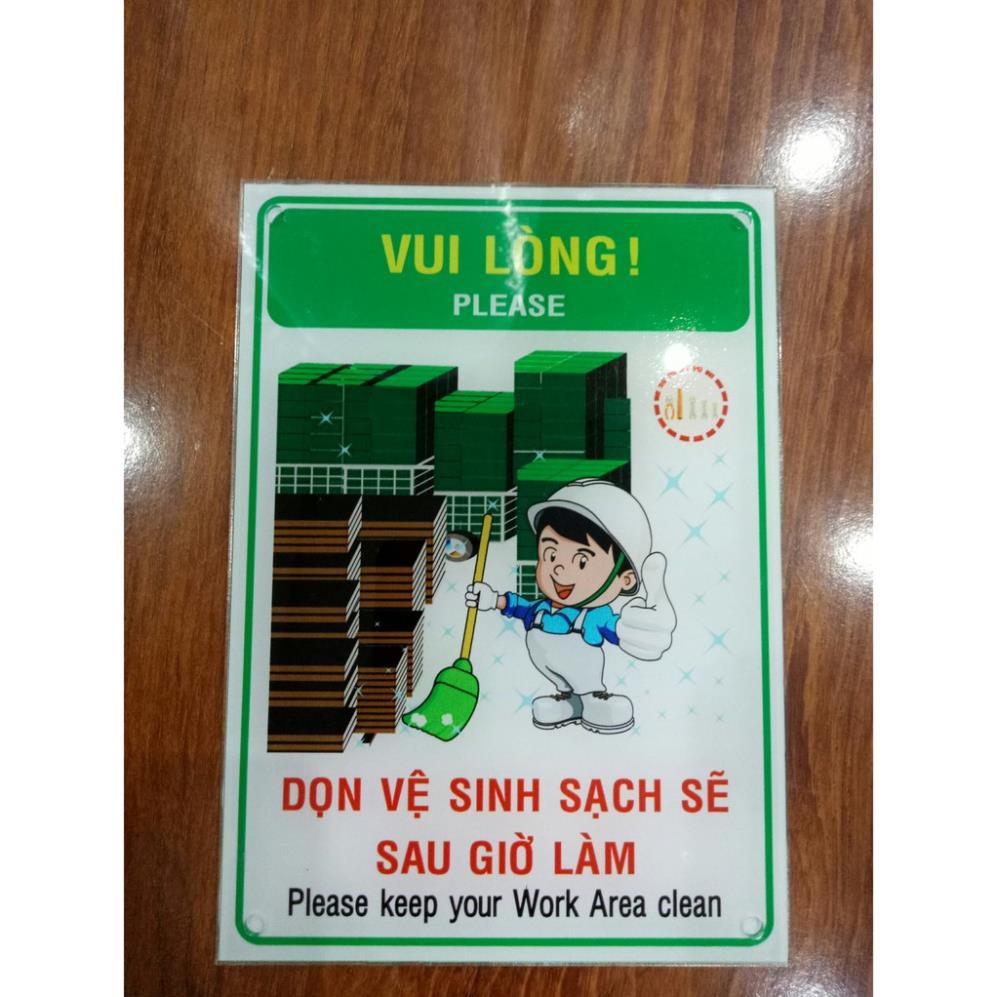 VUI LÒNG!
PLEASE
DỌN VỆ SINH SẠCH SẼ
SAU GIỜ LÀM
Please keep your Work Area clean